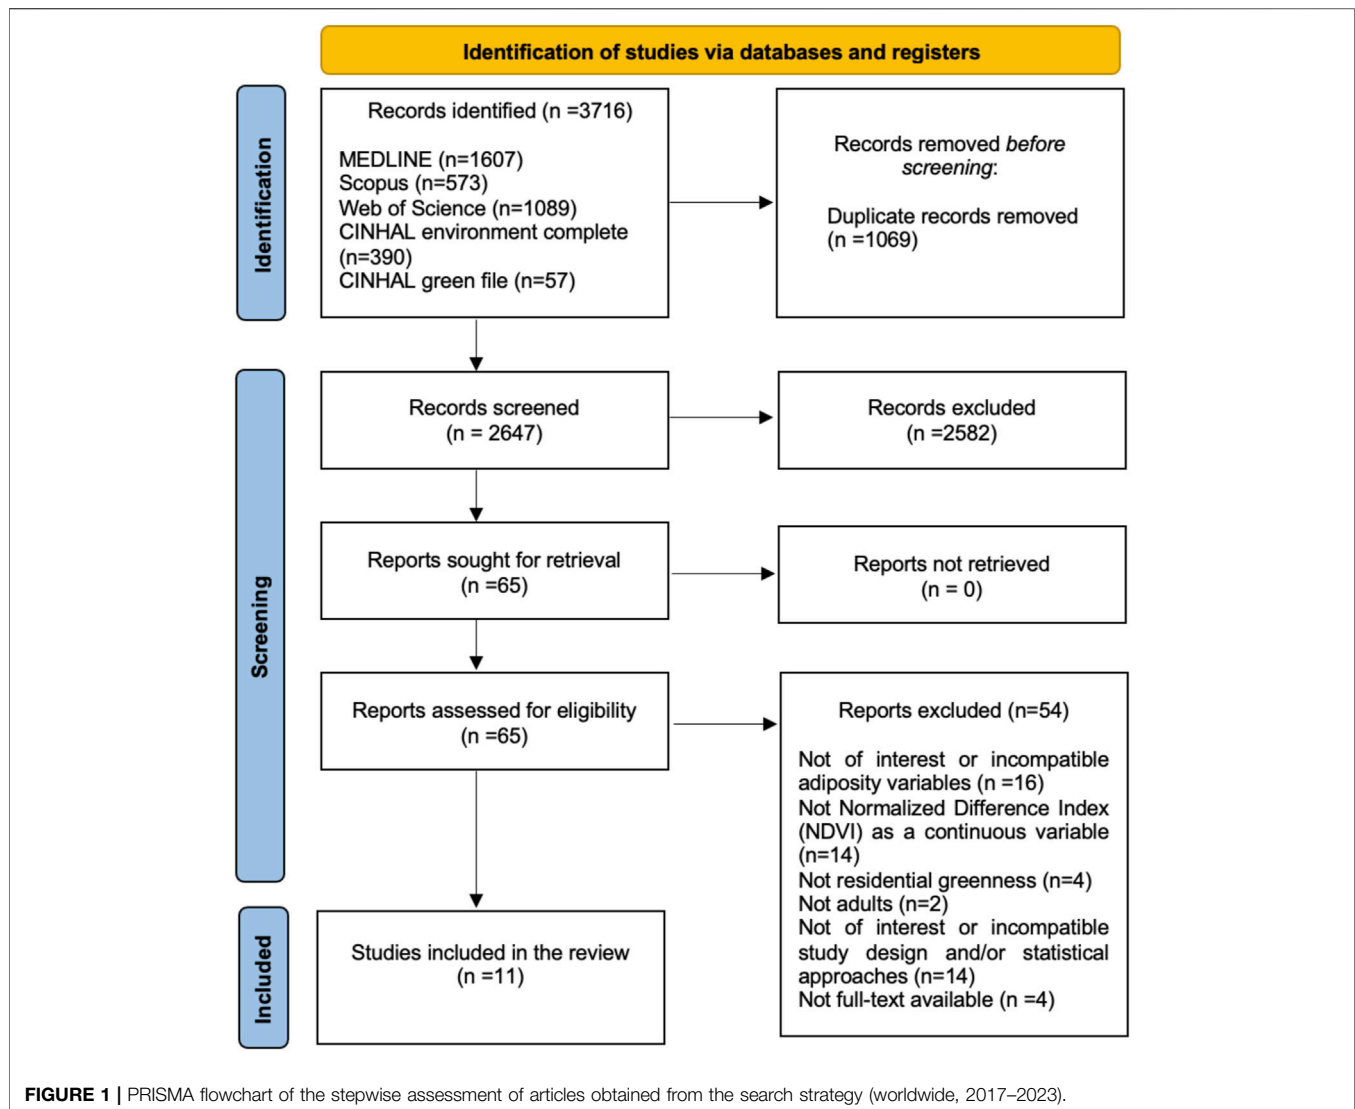 Identification of studies via databases and registers
Identification
Records identified (n =3716)
MEDLINE (n=1607)
Scopus (n=573)
Web of Science (n=1089)
CINHAL environment complete
(n=390)
CINHAL green file (n=57)
Records removed before
screening:
Duplicate records removed
(n =1069)
Screening
Records screened
(n = 2647)
Records excluded
(n =2582)
Reports sought for retrieval
(n =65)
Reports not retrieved
(n = 0)
Reports assessed for eligibility
(n =65)
Reports excluded (n=54)
Not of interest or incompatible
adiposity variables (n =16)
Not Normalized Difference Index
(NDVI) as a continuous variable
(n=14)
Not residential greenness (n=4)
Not adults (n=2)
Not of interest or incompatible
study design and/or statistical
approaches (n=14)
Not full-text available (n =4)
Included
Studies included in the review
(n =11)
FIGURE 1 | PRISMA flowchart of the stepwise assessment of articles obtained from the search strategy (worldwide, 2017–2023).